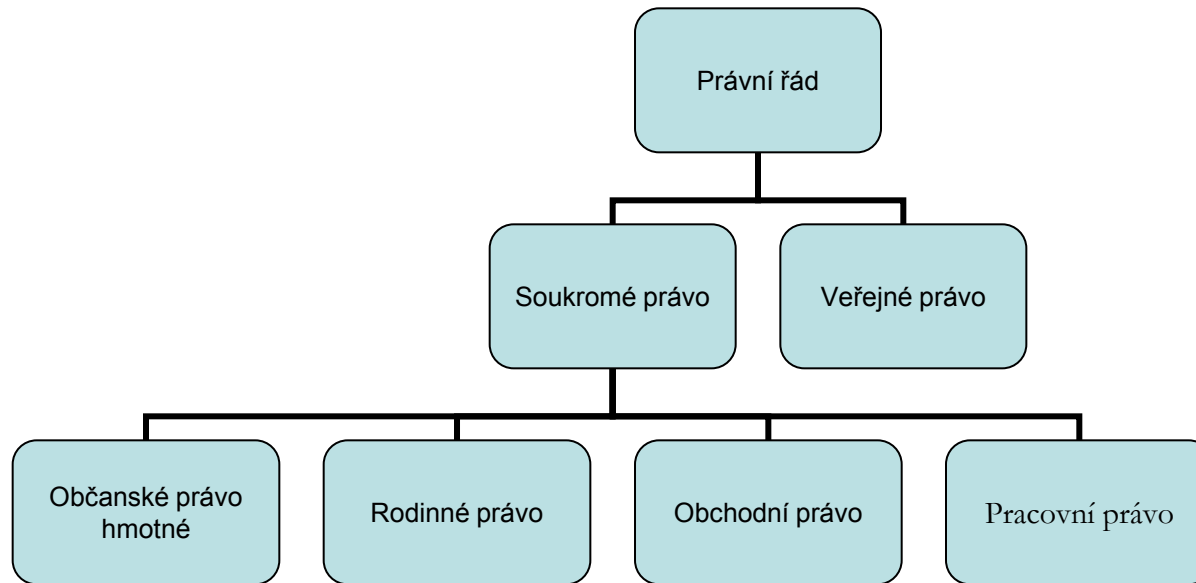 Právní řád
Soukromé právo
Veřejné právo
Občanské právo
hmotné
Rodinné právo
Obchodní právo
Pracovní právo